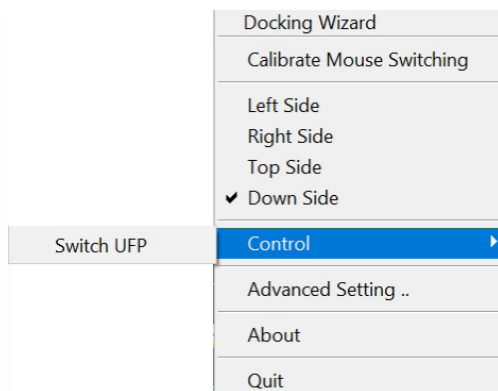 Docking Wizard
Calibrate Mouse Switching
Left Side
Right Side
Top Side
Down Side
Switch UFP
Control
Advanced Setting ..
About
Quit